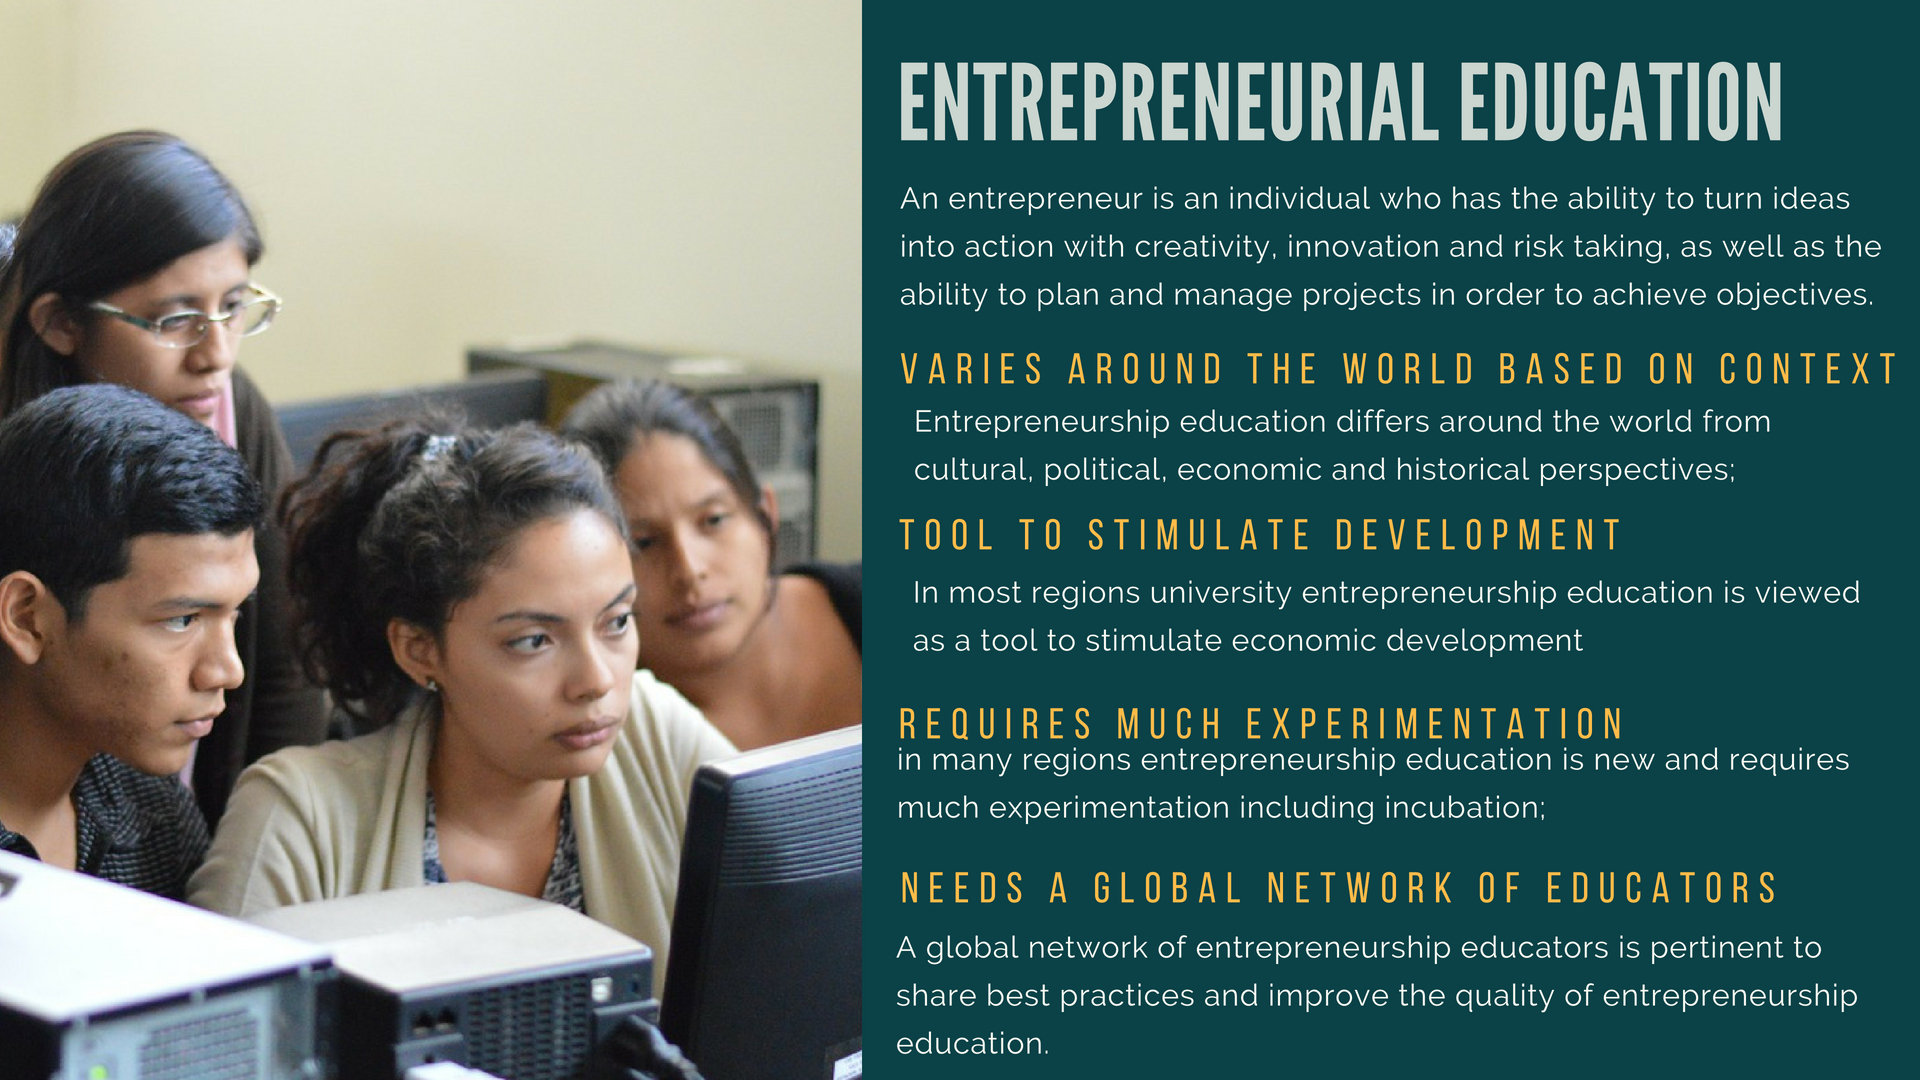 ENTREPRENEURIAL EDUCATION
An entrepreneur is an individual who has the ability to turn ideas
into action with creativity, innovation and risk taking, as well as the
ability to plan and manage projects in order to achieve objectives.
VARIES AROUND THE WORLD BASED ON CONTEXT
Entrepreneurship education differs around the world from
cultural, political, economic and historical perspectives;
TOOL TO STIMULATE DEVELOPMENT
In most regions university entrepreneurship education is viewed
as a tool to stimulate economic development
REQUIRES MUCH EXPERIMENTATION
in many regions entrepreneurship education is new and requires
much experimentation including incubation;
NEEDS A GLOBAL NETWORK OF EDUCATORS
A global network of entrepreneurship educators is pertinent to
share best practices and improve the quality of entrepreneurship
education.